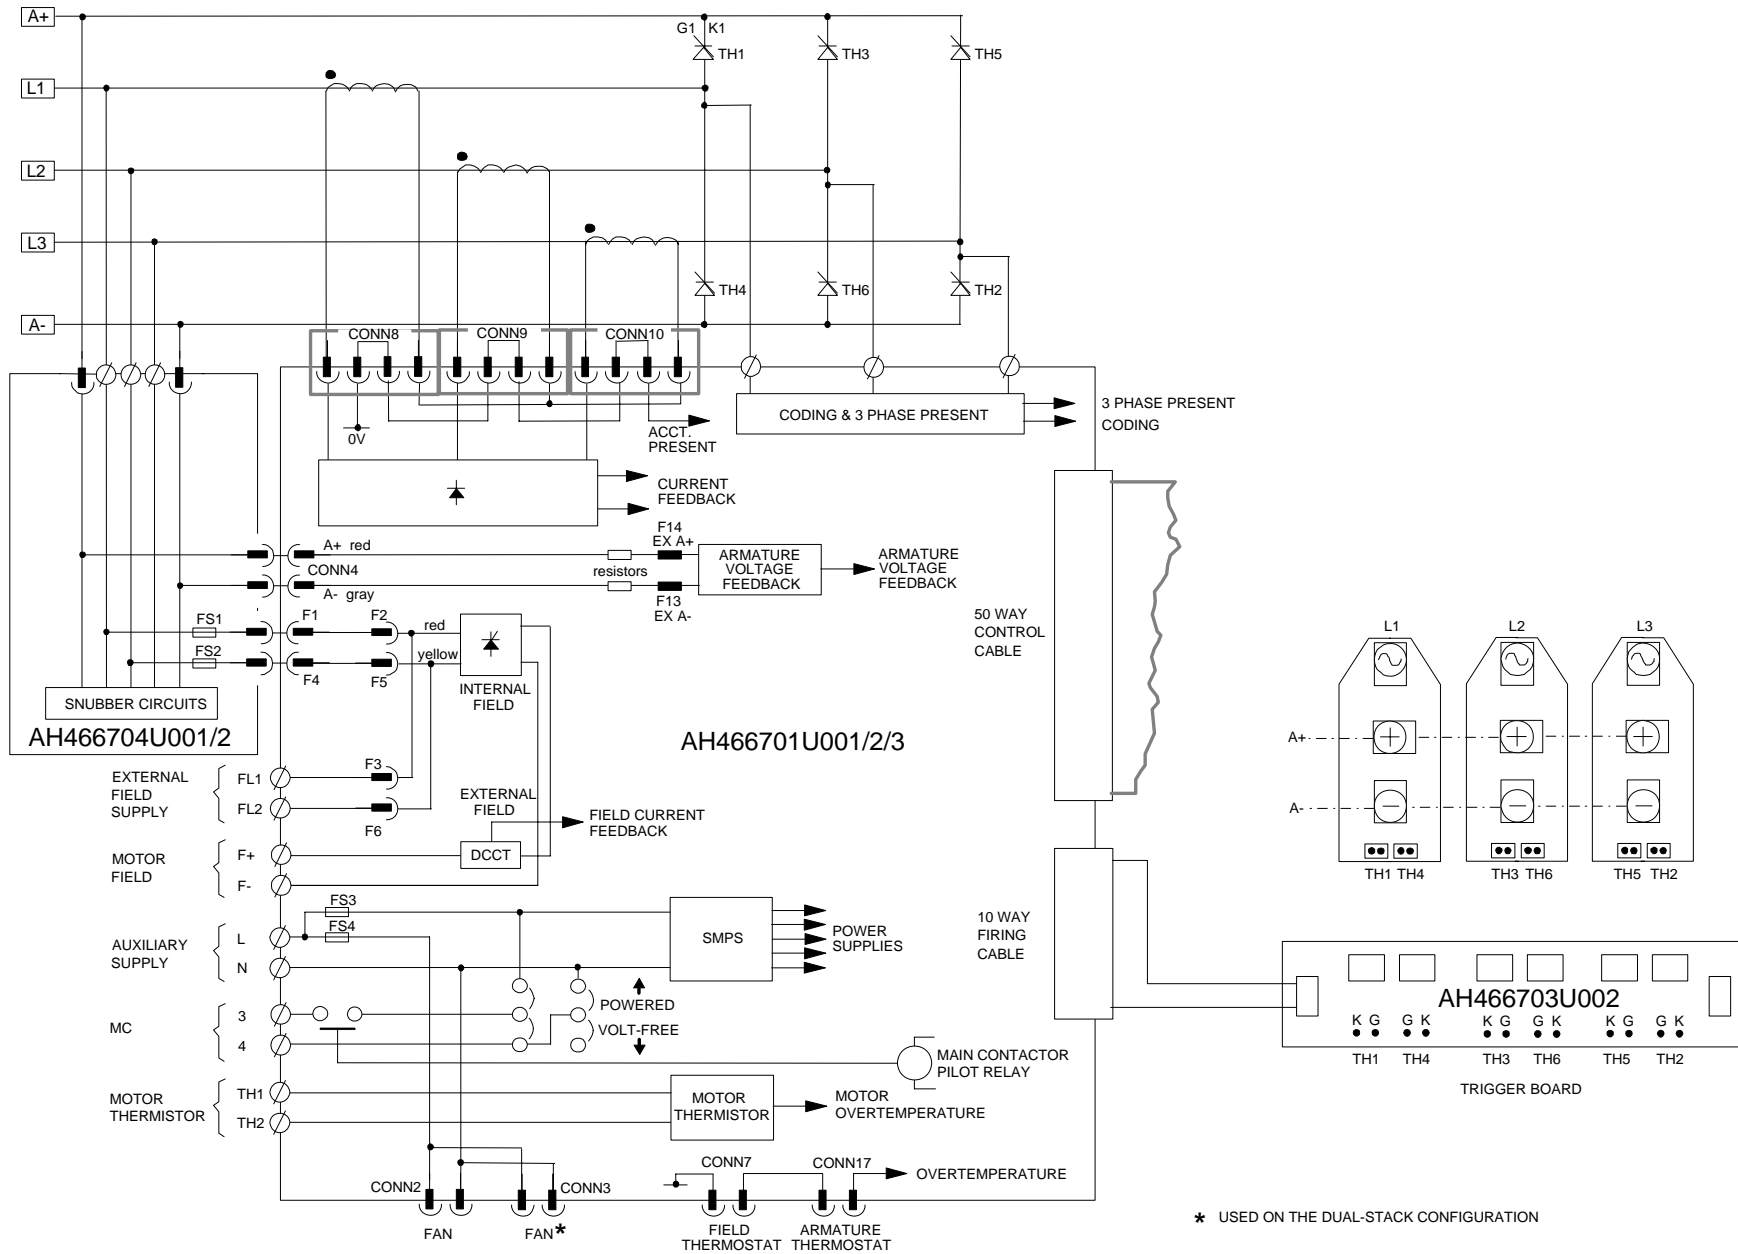 A+
G1 K1
TH1
TH3
TH5
L1
L2
L3
TH4
TH6
TH2
A-
CONN8
CONN9
CONN10
CODING & 3 PHASE PRESENT
3 PHASE PRESENT
CODING
0V
ACCT.
PRESENT
CURRENT
FEEDBACK
A+ red
CONN4
A- gray
resistors
F14
EX A+
F13
EX A-
ARMATURE
VOLTAGE
FEEDBACK
ARMATURE
VOLTAGE
FEEDBACK
FS1
FS2
F1
F2
red
yellow
F4
F5
INTERNAL
FIELD
SNUBBER CIRCUITS
AH466704U001/2
AH466701U001/2/3
50 WAY
CONTROL
CABLE
L1
L2
L3
A+
A-
TH1 TH4
TH3 TH6
TH5 TH2
EXTERNAL
FIELD
SUPPLY
FL1
FL2
F3
F6
EXTERNAL
FIELD
FIELD CURRENT
FEEDBACK
DCCT
MOTOR
FIELD
F+
F-
FS3
FS4
AUXILIARY
SUPPLY
L
N
SMPS
POWER
SUPPLIES
10 WAY
FIRING
CABLE
MC
3
4
POWERED
VOLT-FREE
MAIN CONTACTOR
PILOT RELAY
AH466703U002
K G
G K
K G
G K
K G
G K
TH1
TH4
TH3
TH6
TH5
TH2
TRIGGER BOARD
MOTOR
THERMISTOR
TH1
TH2
MOTOR
THERMISTOR
MOTOR
OVERTEMPERATURE
CONN2
CONN3
FAN
FAN*
CONN7
CONN17
OVERTEMPERATURE
FIELD
THERMOSTAT
ARMATURE
THERMOSTAT
* USED ON THE DUAL-STACK CONFIGURATION